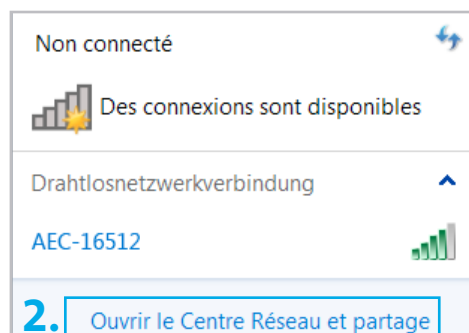 Non connecté
Des connexions sont disponibles
Drahtlosnetzwerkverbindung
AEC-16512
2. Ouvrir le Centre Réseau et partage